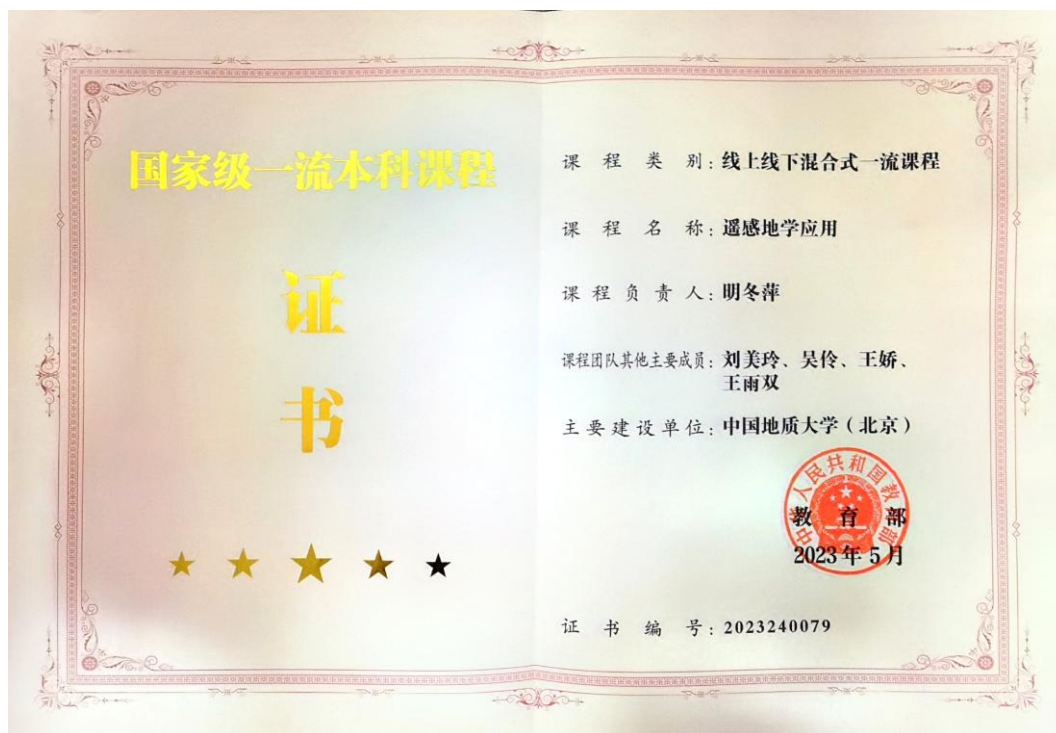 国家级一流本科课程
证
书
课程类别：线上线下混合式一流课程
课程名称：遥感地学应用
课程负责人：明冬萍
课程团队其他主要成员：刘美玲、吴伶、王娇、
王雨双
主要建设单位：中国地质大学（北京）
中华人民共和国教育部
教育部
2023年5月
证书编号：2023240079